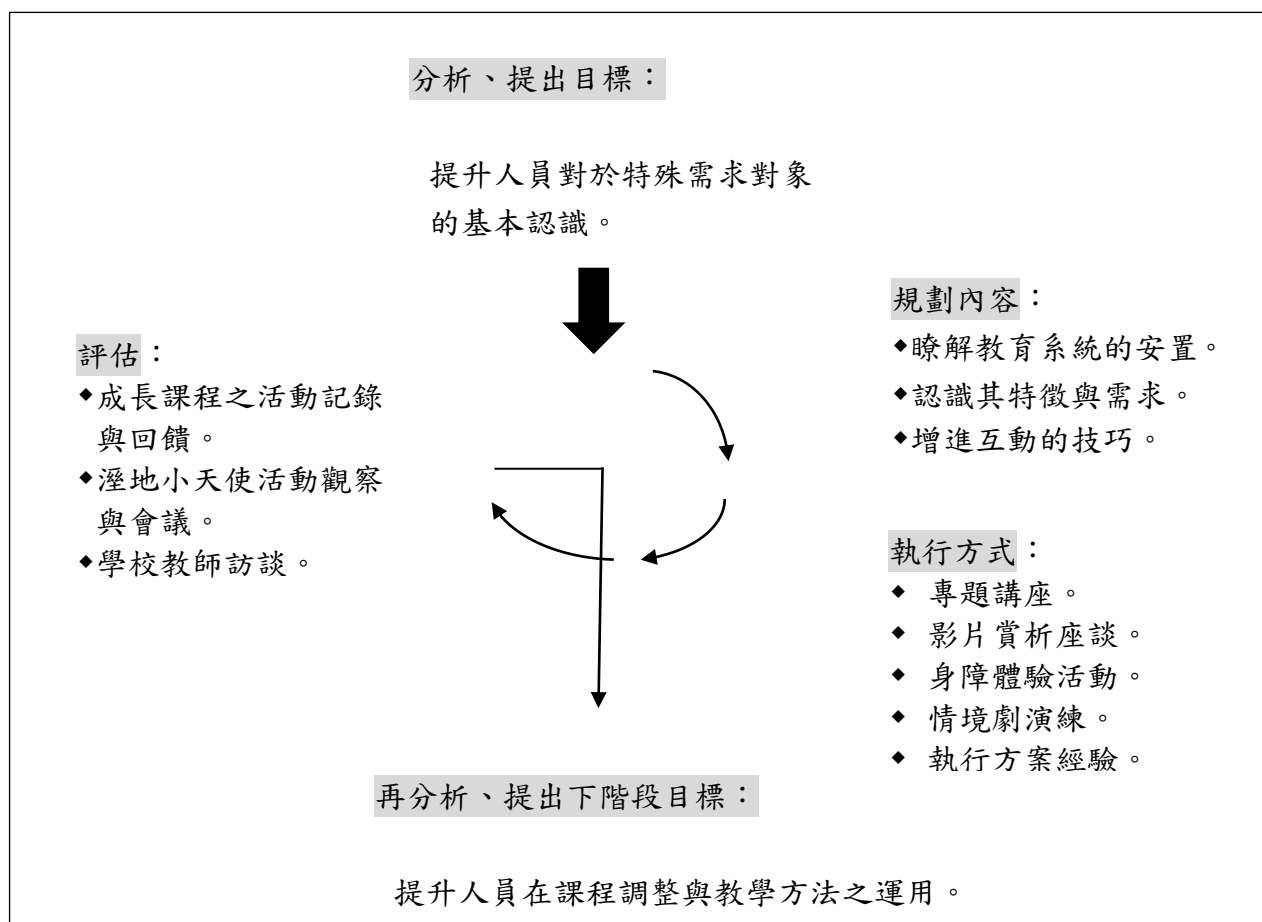 分析、提出目標：
提升人員對於特殊需求對象
的基本認識。
規劃內容：
◆瞭解教育系統的安置。
◆認識其特徵與需求。
◆增進互動的技巧。
執行方式：
◆ 專題講座。
◆ 影片賞析座談。
◆ 身障體驗活動。
◆ 情境劇演練。
◆ 執行方案經驗。
評估：
◆成長課程之活動記錄
與回饋。
◆溼地小天使活動觀察
與會議。
◆學校教師訪談。
再分析、提出下階段目標：
提升人員在課程調整與教學方法之運用。